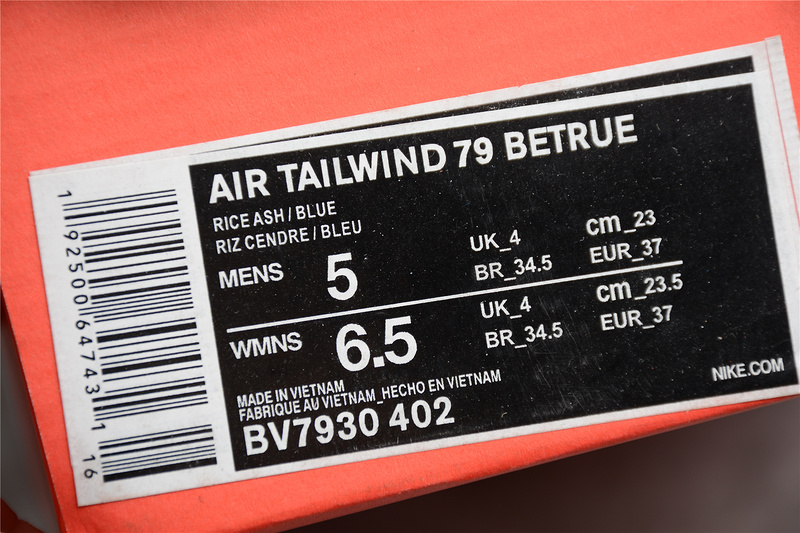 AIR TAILWIND 79 BETRUE
RICE ASH / BLUE
RIZ CENDRE / BLEU
MENS 5 UK_4 cm_23
BR_34.5 EUR_37
WMNS 6.5 UK_4 cm_23.5
BR_34.5 EUR_37
MADE IN VIETNAM
FABRIQUE AU VIETNAM_HECHO EN VIETNAM
BV7930 402
NIKE.COM
1 92500 64743 1 16